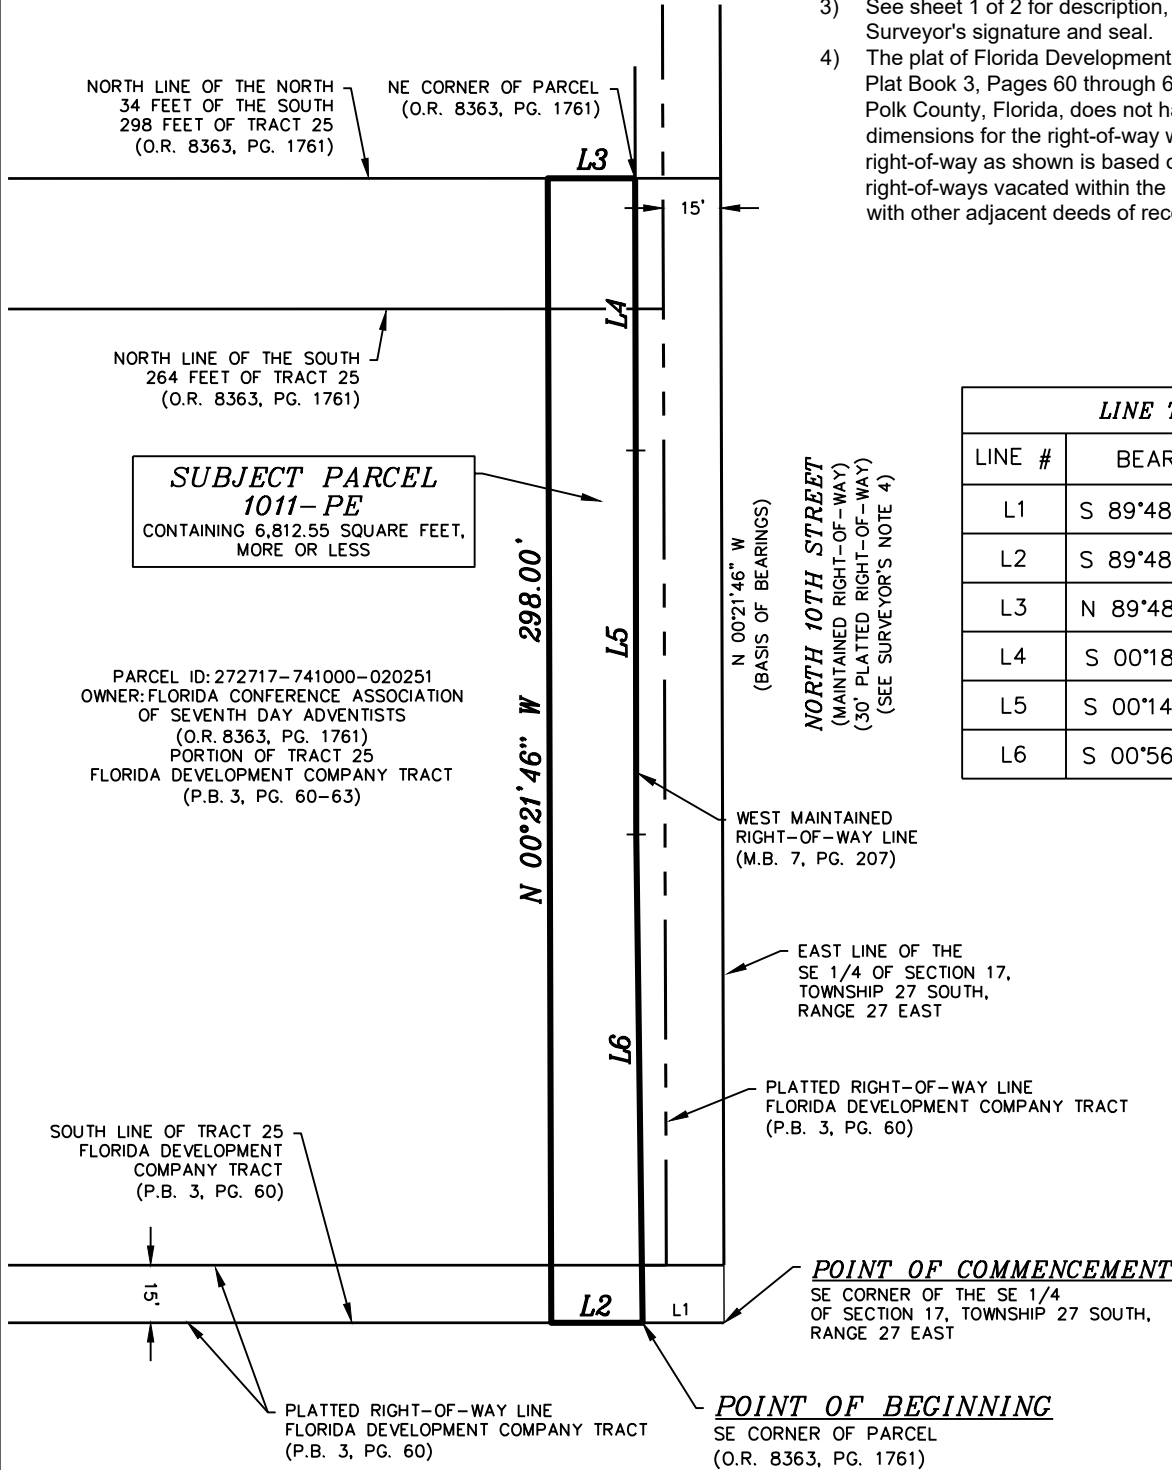 3) See sheet 1 of 2 for description,
Surveyor's signature and seal.
4) The plat of Florida Development
Plat Book 3, Pages 60 through 6
Polk County, Florida, does not h
dimensions for the right-of-way
right-of-way as shown is based
right-of-ways vacated within the
with other adjacent deeds of rec
NORTH LINE OF THE NORTH
34 FEET OF THE SOUTH
298 FEET OF TRACT 25
(O.R. 8363, PG. 1761)
NE CORNER OF PARCEL
(O.R. 8363, PG. 1761)
L3
15'
L4
NORTH LINE OF THE SOUTH
264 FEET OF TRACT 25
(O.R. 8363, PG. 1761)
SUBJECT PARCEL
1011-PE
CONTAINING 6,812.55 SQUARE FEET,
MORE OR LESS
N 00°21'46" W 298.00'
L5
N 00°21'46" W
(BASIS OF BEARINGS)
NORTH 10TH STREET
(MAINTAINED RIGHT-OF-WAY)
(30' PLATTED RIGHT-OF-WAY)
(SEE SURVEYOR'S NOTE 4)
LINE T
LINE # BEAR
L1 S 89°48
L2 S 89°48
L3 N 89°48
L4 S 00°18
L5 S 00°14
L6 S 00°56
PARCEL ID: 272717-741000-020251
OWNER: FLORIDA CONFERENCE ASSOCIATION
OF SEVENTH DAY ADVENTISTS
(O.R. 8363, PG. 1761)
PORTION OF TRACT 25
FLORIDA DEVELOPMENT COMPANY TRACT
(P.B. 3, PG. 60-63)
WEST MAINTAINED
RIGHT-OF-WAY LINE
(M.B. 7, PG. 207)
EAST LINE OF THE
SE 1/4 OF SECTION 17,
TOWNSHIP 27 SOUTH,
RANGE 27 EAST
L6
PLATTED RIGHT-OF-WAY LINE
FLORIDA DEVELOPMENT COMPANY TRACT
(P.B. 3, PG. 60)
SOUTH LINE OF TRACT 25
FLORIDA DEVELOPMENT
COMPANY TRACT
(P.B. 3, PG. 60)
15'
L2
L1
POINT OF COMMENCEMENT
SE CORNER OF THE SE 1/4
OF SECTION 17, TOWNSHIP 27 SOUTH,
RANGE 27 EAST
PLATTED RIGHT-OF-WAY LINE
FLORIDA DEVELOPMENT COMPANY TRACT
(P.B. 3, PG. 60)
POINT OF BEGINNING
SE CORNER OF PARCEL
(O.R. 8363, PG. 1761)